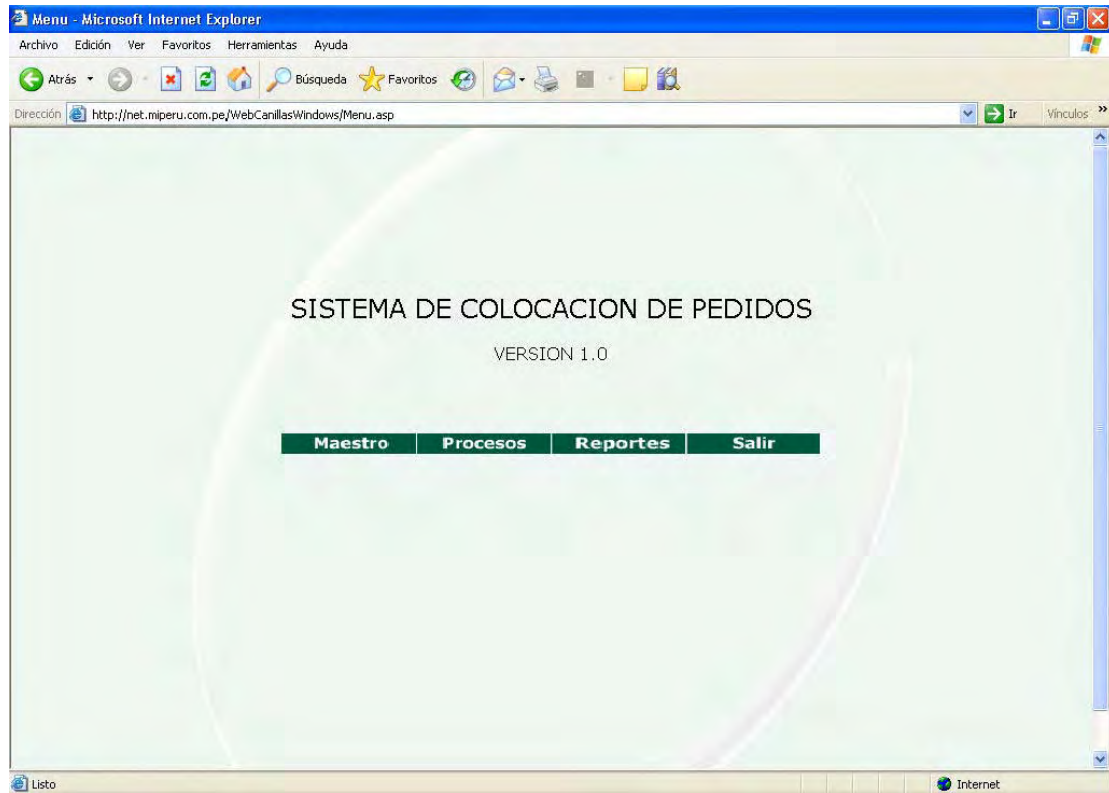 Menu - Microsoft Internet Explorer
Archivo Edición Ver Favoritos Herramientas Ayuda
Atrás Búsqueda Favoritos
Dirección http://net.miperu.com.pe/WebCanillasWindows/Menu.asp Ir Vínculos »
SISTEMA DE COLOCACION DE PEDIDOS
VERSION 1.0
Maestro Procesos Reportes Salir
Listo Internet